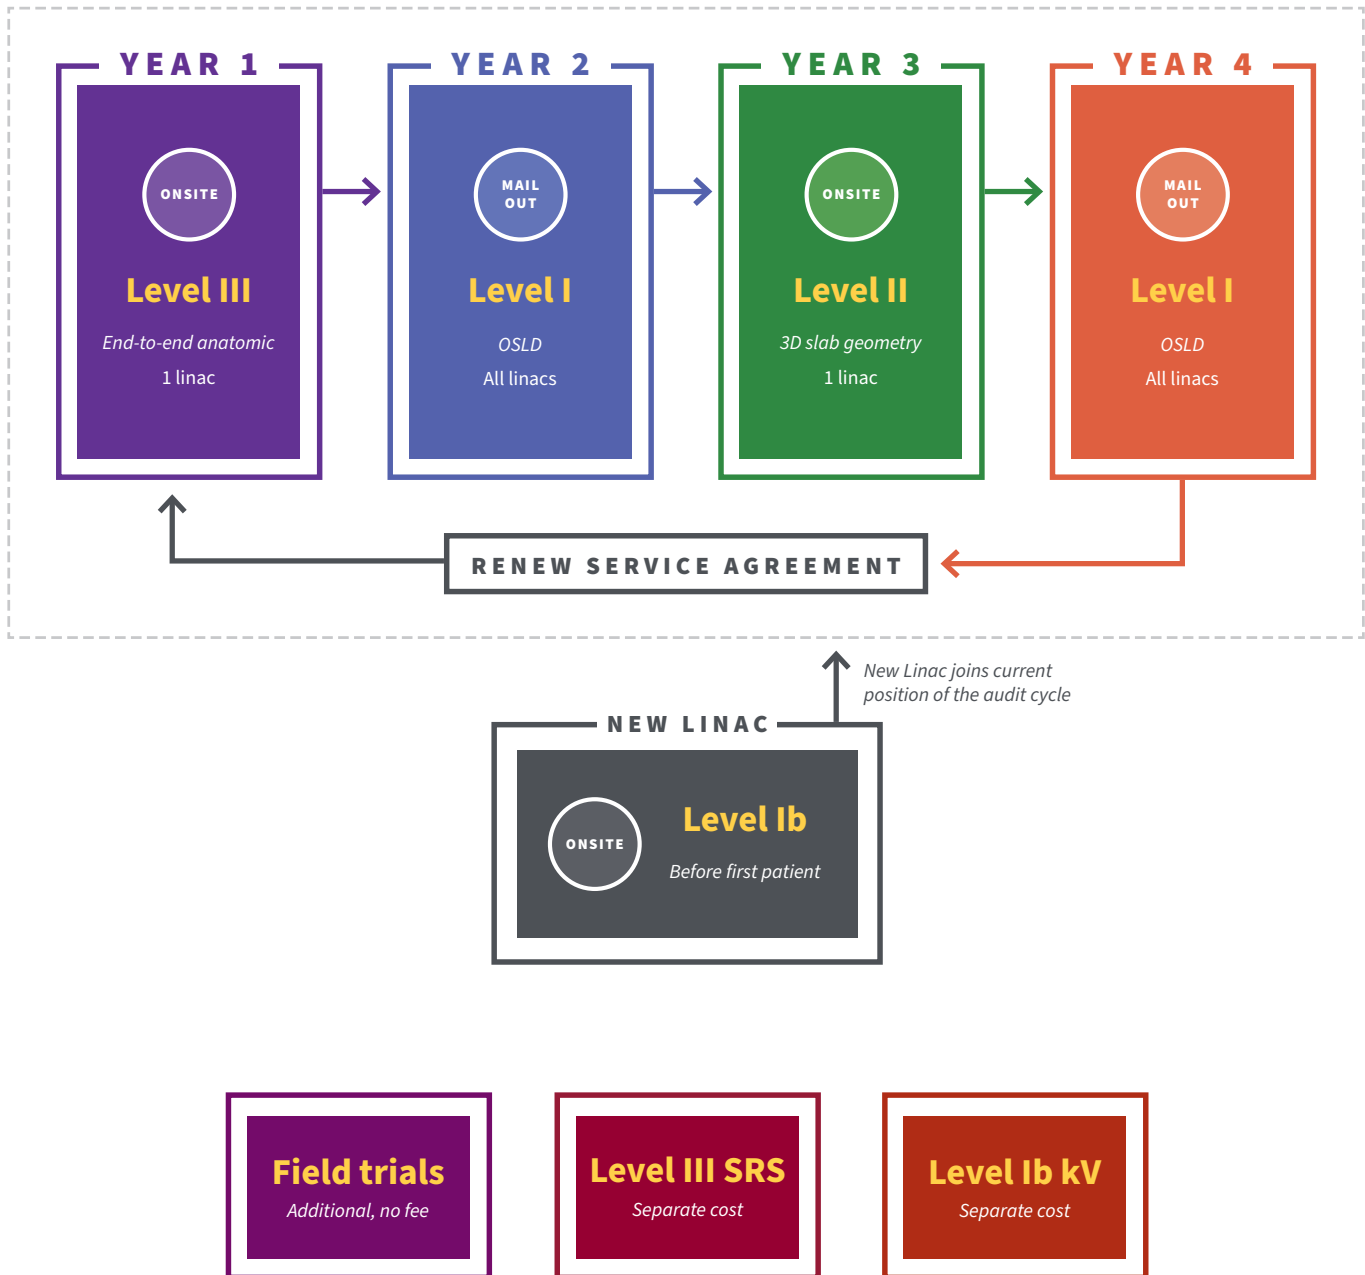 YEAR 1
ONSITE
Level III
End-to-end anatomic
1 linac
YEAR 2
MAIL
OUT
Level I
OSLD
All linacs
YEAR 3
ONSITE
Level II
3D slab geometry
1 linac
YEAR 4
MAIL
OUT
Level I
OSLD
All linacs
RENEW SERVICE AGREEMENT
New Linac joins current
position of the audit cycle
NEW LINAC
ONSITE
Level Ib
Before first patient
Field trials
Additional, no fee
Level III SRS
Separate cost
Level Ib kV
Separate cost